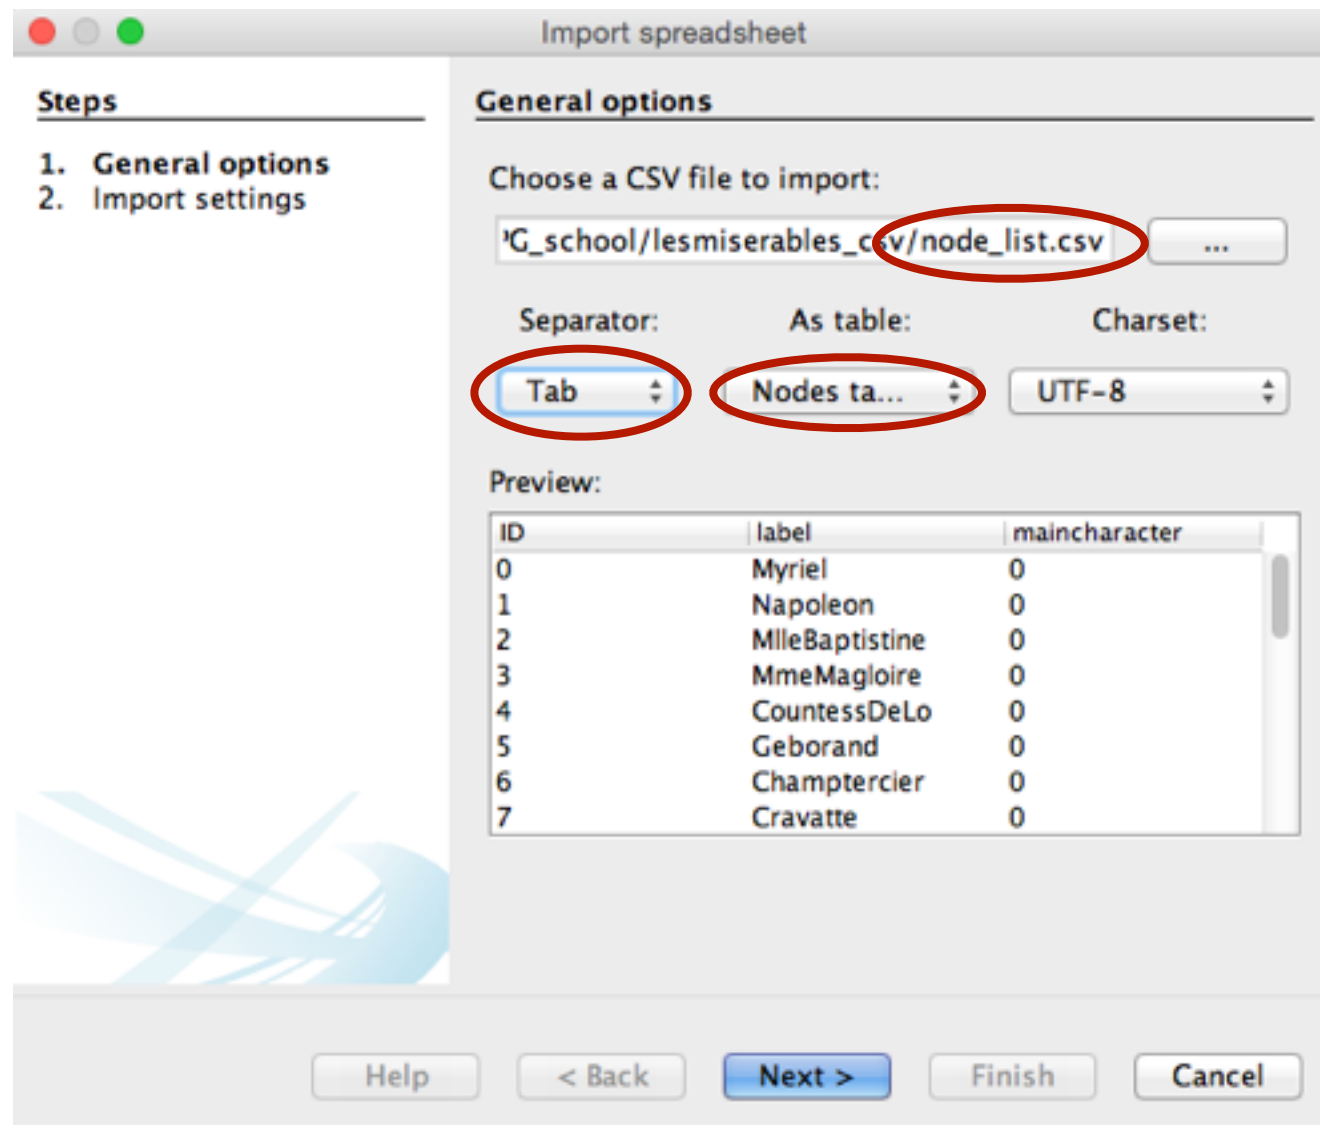 Import spreadsheet
Steps
1. General options
2. Import settings
General options
Choose a CSV file to import:
G_school/lesmiserables_csv/node_list.csv ...
Separator: As table: Charset:
Tab Nodes ta... UTF-8
Preview:
ID label maincharacter
0 Myriel 0
1 Napoleon 0
2 MlleBaptistine 0
3 MmeMagloire 0
4 CountessDeLo 0
5 Geborand 0
6 Champtercier 0
7 Cravatte 0
Help < Back Next > Finish Cancel